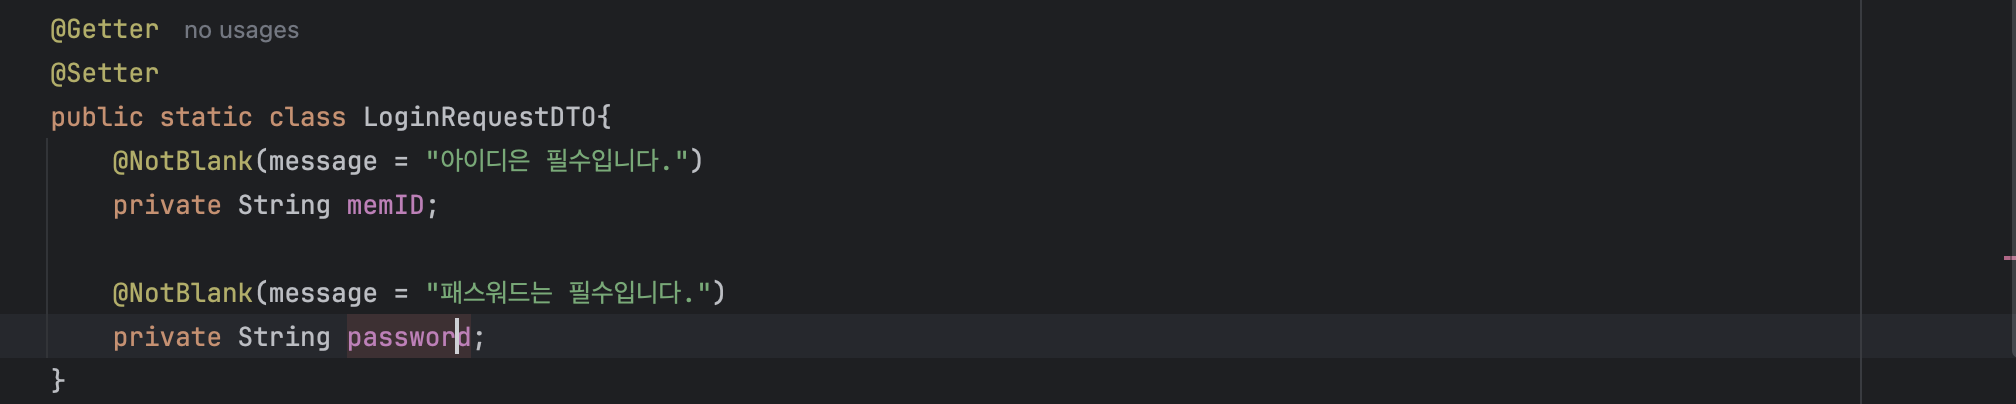 @Getter no usages
@Setter
public static class LoginRequestDTO{
@NotBlank(message = "아이디은 필수입니다.")
private String memID;
@NotBlank(message = "패스워드는 필수입니다.")
private String password;
}